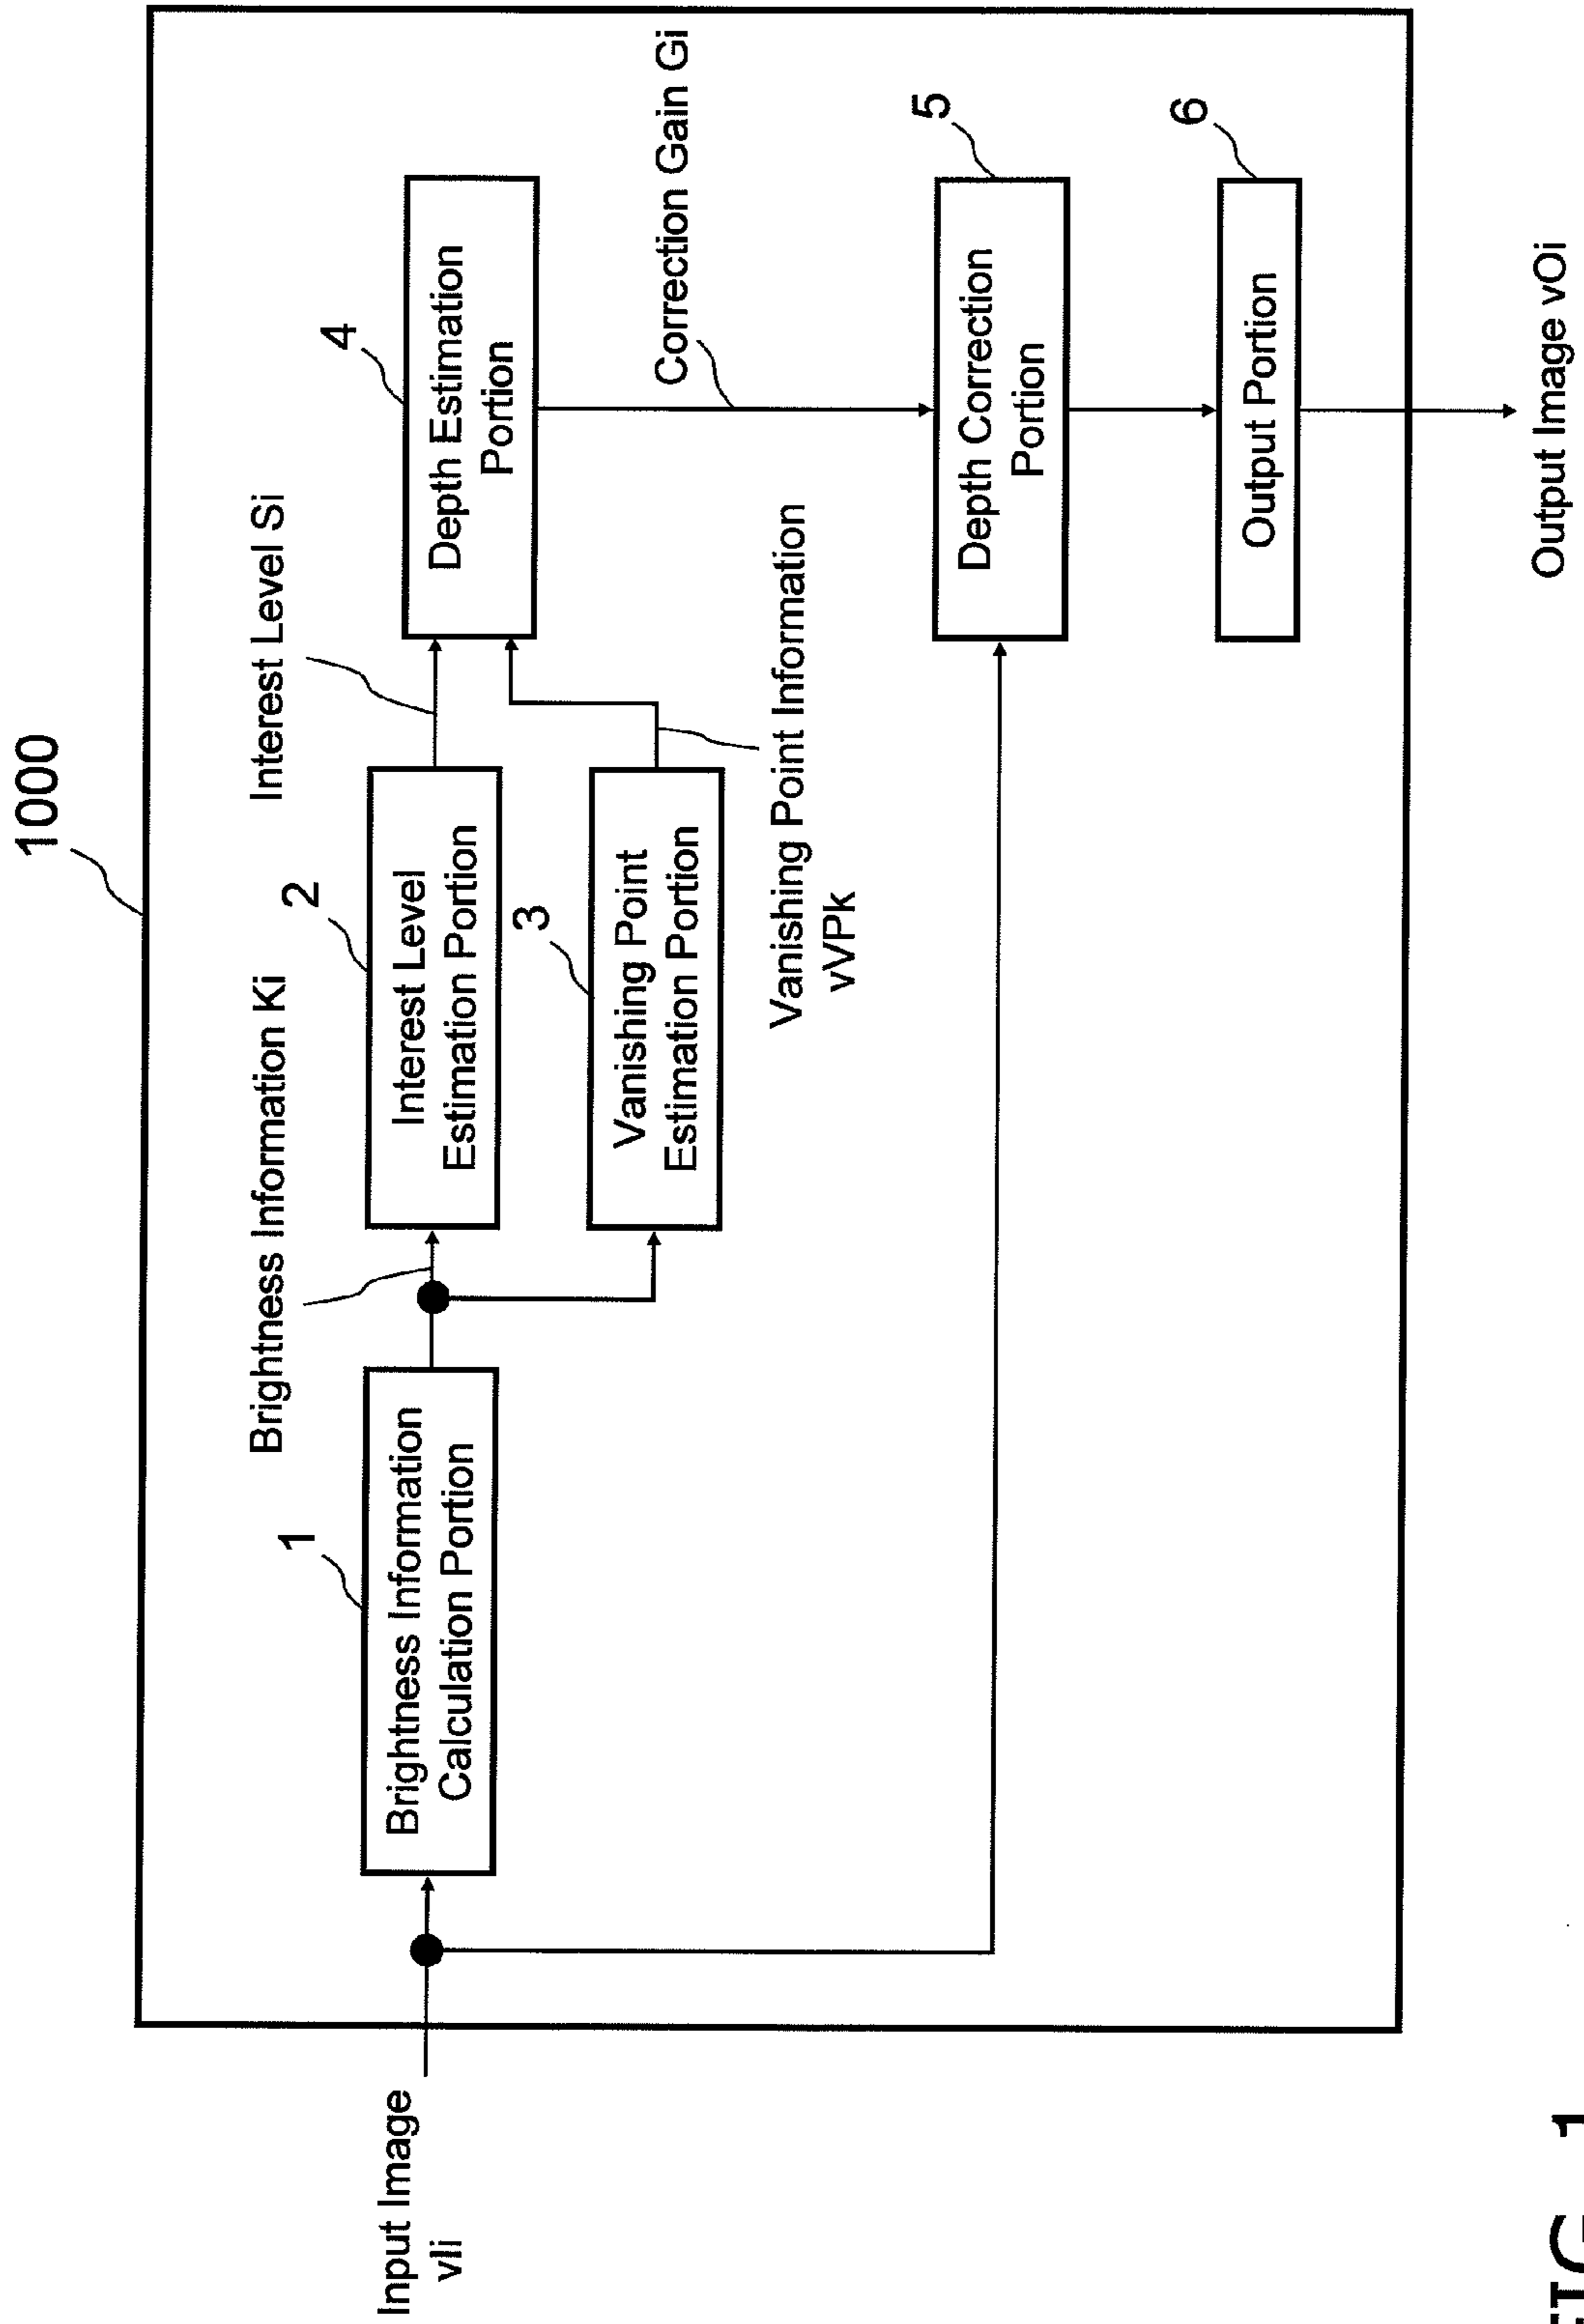 1000
Input Image
vIi
1
Brightness Information
Calculation Portion
Brightness Information Ki
2
Interest Level
Estimation Portion
3
Vanishing Point
Estimation Portion
Interest Level Si
Vanishing Point Information
vVPk
4
Depth Estimation
Portion
Correction Gain Gi
5
Depth Correction
Portion
6
Output Portion
Output Image vOi